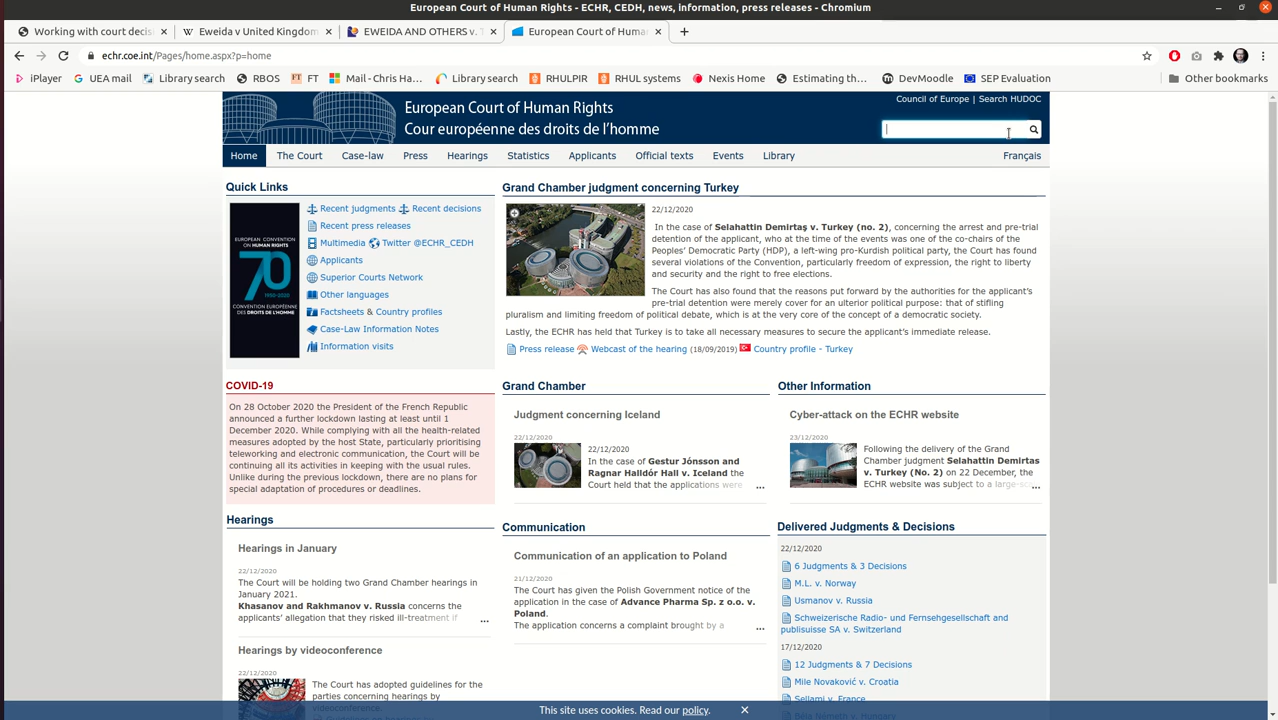 European Court of Human Rights - ECHR, CEDH, news, information, press releases - Chromium
Working with court decis
Eweida v United Kingdom
EWEIDA AND OTHERS v. T
European Court of Huma
echr.coe.int/Pages/home.aspx?p=home
iPlayer
UEA mail
Library search
RBOS
FT
FT
Mail - Chris Ha...
Library search
RHULPIR
RHUL systems
Nexis Home
Estimating th...
DevMoodle
SEP Evaluation
Other bookmarks
European Court of Human Rights
Cour européenne des droits de l'homme
Council of Europe | Search HUDOC
Home
The Court
Case-law
Press
Hearings
Statistics
Applicants
Official texts
Events
Library
Français
Quick Links
EUROPEAN CONVENTION
ON HUMAN RIGHTS
70
1950-2020
CONVENTION EUROPÉENNE
DES DROITS DE L'HOMME
Recent judgments
Recent decisions
Recent press releases
Multimedia
Twitter @ECHR_CEDH
Applicants
Superior Courts Network
Other languages
Factsheets & Country profiles
Case-Law Information Notes
Information visits
Grand Chamber judgment concerning Turkey
22/12/2020
In the case of Selahattin Demirtaş v. Turkey (no. 2), concerning the arrest and pre-trial
detention of the applicant, who at the time of the events was one of the co-chairs of the
Peoples' Democratic Party (HDP), a left-wing pro-Kurdish political party, the Court has found
several violations of the Convention, particularly freedom of expression, the right to liberty
and security and the right to free elections.
The Court has also found that the reasons put forward by the authorities for the applicant's
pre-trial detention were merely cover for an ulterior political purpose: that of stifling
pluralism and limiting freedom of political debate, which is at the very core of the concept of a democratic society.
Lastly, the ECHR has held that Turkey is to take all necessary measures to secure the applicant's immediate release.
Press release
Webcast of the hearing (18/09/2019)
Country profile - Turkey
COVID-19
On 28 October 2020 the President of the French Republic
announced a further lockdown lasting at least until 1
December 2020. While complying with all the health-related
measures adopted by the host State, particularly prioritising
teleworking and electronic communication, the Court will be
continuing all its activities in keeping with the usual rules.
Unlike during the previous lockdown, there are no plans for
special adaptation of procedures or deadlines.
Grand Chamber
Judgment concerning Iceland
22/12/2020
22/12/2020
In the case of Gestur Jónsson and
Ragnar Halldór Hall v. Iceland the
Court held that the applications were
...
Other Information
Cyber-attack on the ECHR website
23/12/2020
Following the delivery of the Grand
Chamber judgment Selahattin Demirtas
v. Turkey (No. 2) on 22 December, the
ECHR website was subject to a large-sc
...
Hearings
Hearings in January
22/12/2020
The Court will be holding two Grand Chamber hearings in
January 2021.
Khasanov and Rakhmanov v. Russia concerns the
applicants' allegation that they risked ill-treatment if
...
Hearings by videoconference
22/12/2020
The Court has adopted guidelines for the
parties concerning hearings by
videoconference.
Communication
Communication of an application to Poland
21/12/2020
The Court has given the Polish Government notice of the
application in the case of Advance Pharma Sp. z o.o. v.
Poland.
The application concerns a complaint brought by a
...
Delivered Judgments & Decisions
22/12/2020
6 Judgments & 3 Decisions
M.L. v. Norway
Usmanov v. Russia
Schweizerische Radio- und Fernsehgesellschaft and
publisuisse SA v. Switzerland
17/12/2020
12 Judgments & 7 Decisions
Mile Novaković v. Croatia
Sellami v. France
Béla Németh v. Hungary
This site uses cookies. Read our policy.